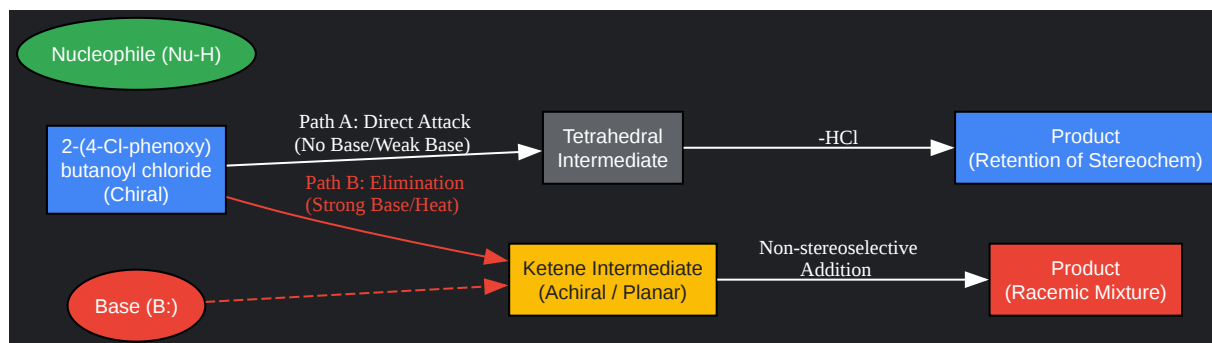 Nucleophile (Nu-H)
2-(4-Cl-phenoxy)
butanoyl chloride
(Chiral)
Path A: Direct Attack
(No Base/Weak Base)
Tetrahedral
Intermediate
-HCl
Product
(Retention of Stereochem)
Path B: Elimination
(Strong Base/Heat)
Base (B:)
Ketene Intermediate
(Achiral / Planar)
Non-stereoselective
Addition
Product
(Racemic Mixture)